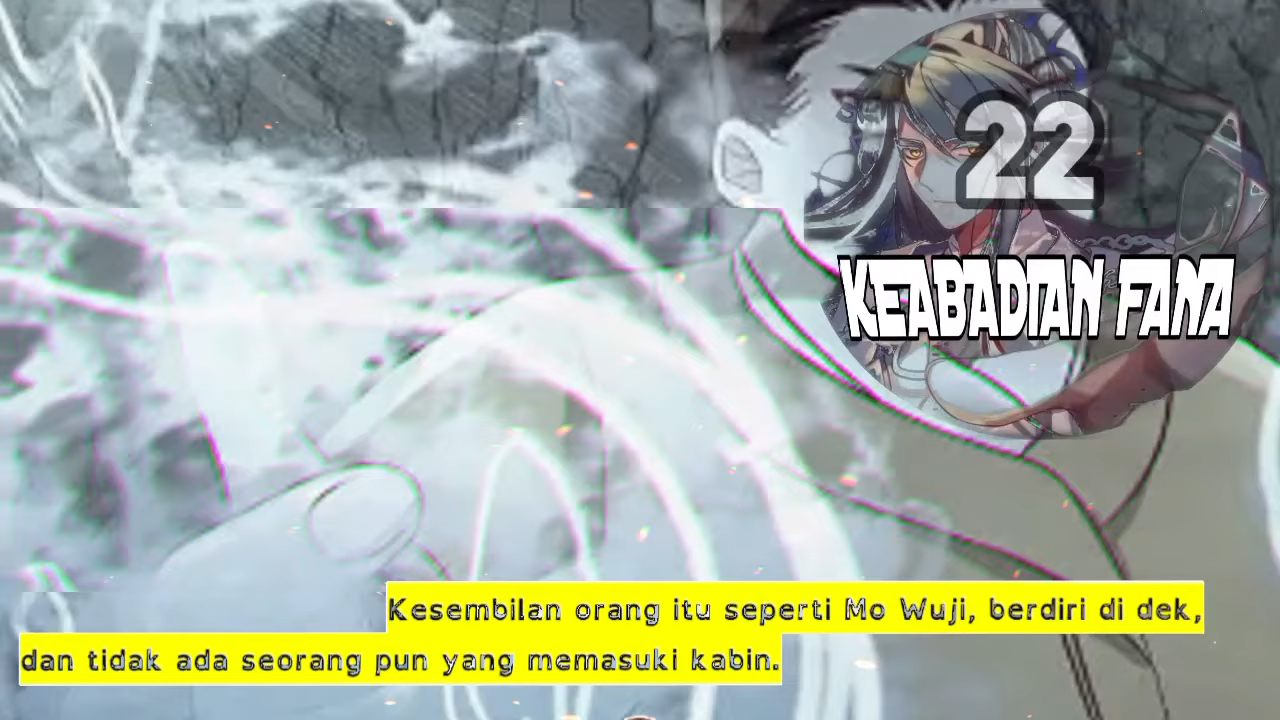 22
KEABADIAN FANA
Kesembilan orang itu seperti Mo Wuji, berdiri di dek,
dan tidak ada seorang pun yang memasuki kabin.